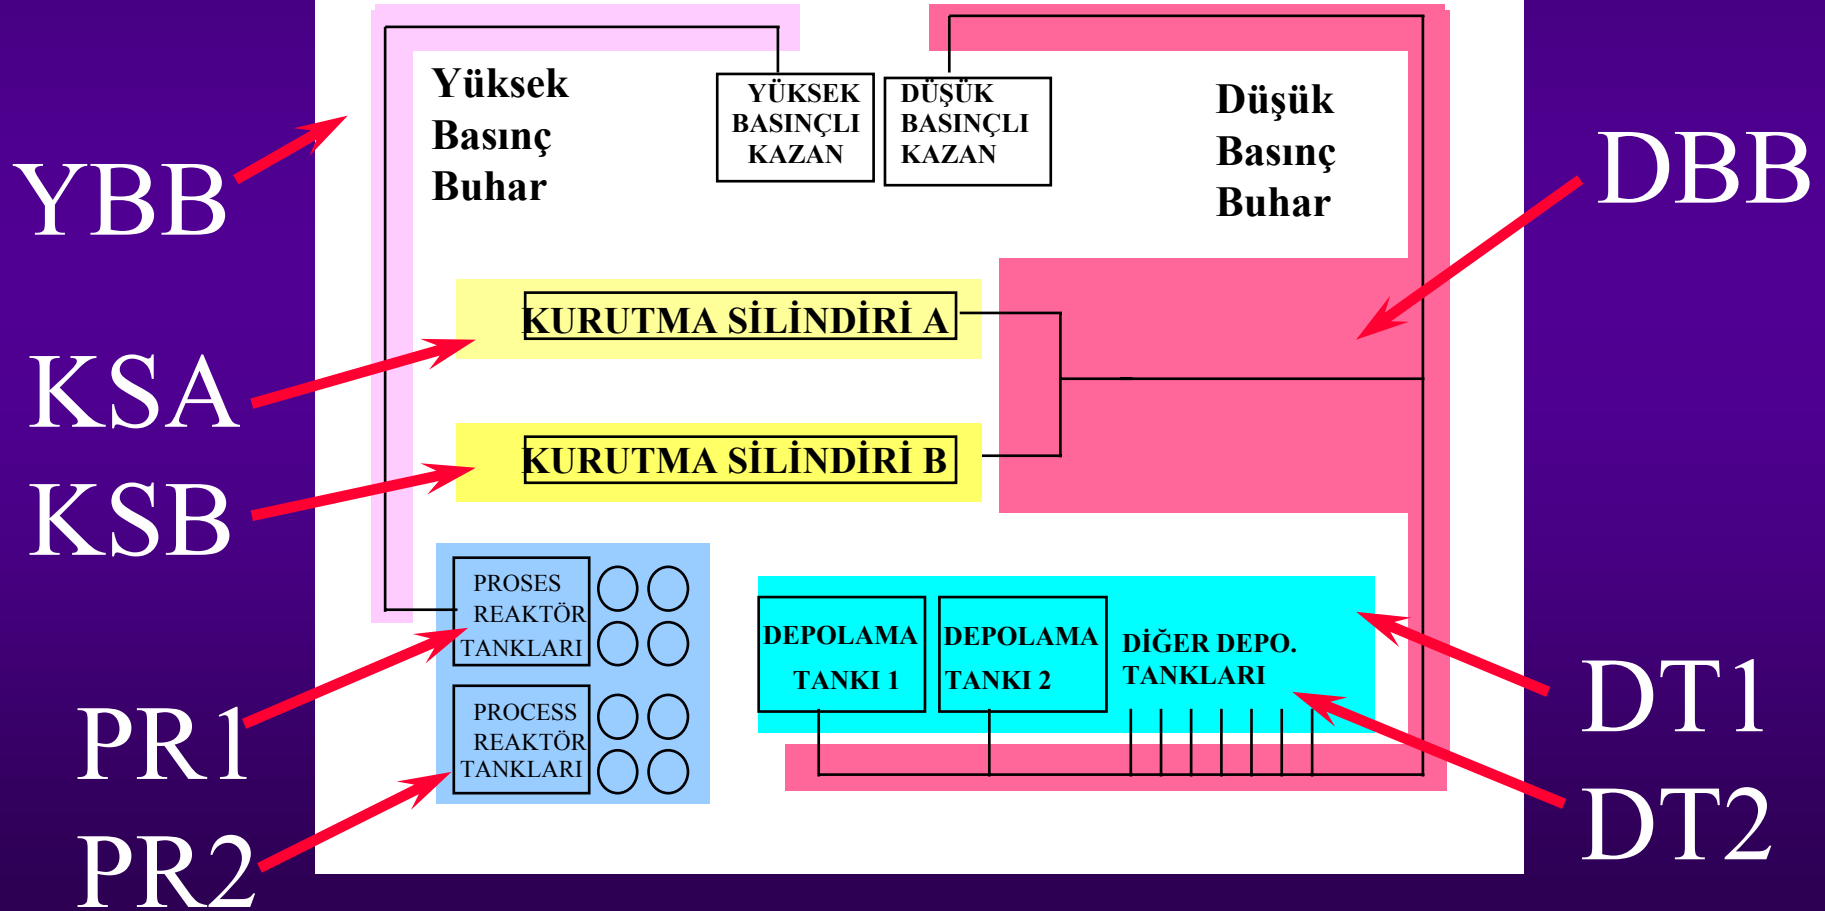 YBB
KSA
KSB
PR1
PR2
Yüksek
Basınç
Buhar
YÜKSEK
BASINÇLI
KAZAN
DÜŞÜK
BASINÇLI
KAZAN
Düşük
Basınç
Buhar
KURUTMA SİLİNDİRİ A
KURUTMA SİLİNDİRİ B
PROSES
REAKTÖR
TANKLARI
PROCESS
REAKTÖR
TANKLARI
DEPOLAMA
TANKI 1
DEPOLAMA
TANKI 2
DİĞER DEPO.
TANKLARI
DBB
DT1
DT2